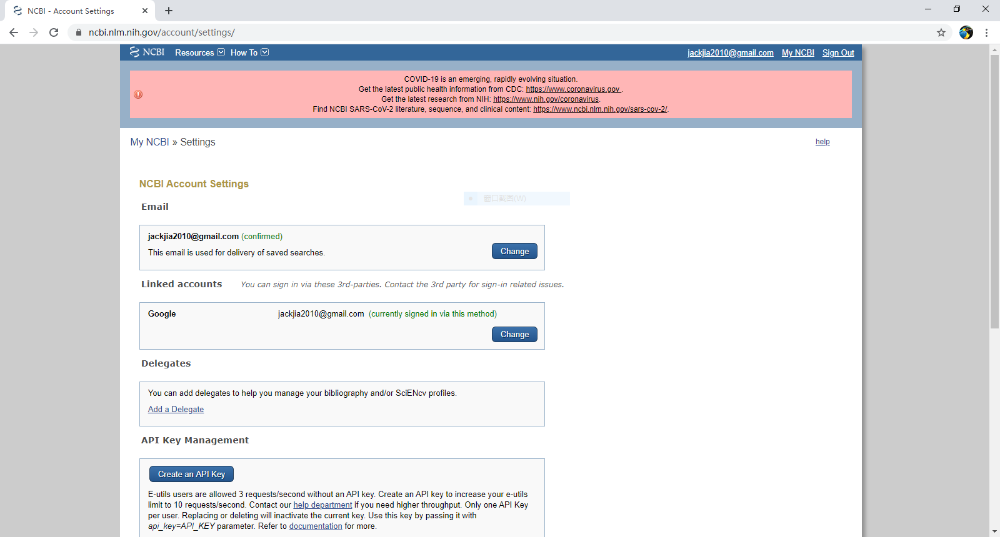 NCBI - Account Settings
ncbi.nlm.nih.gov/account/settings/
NCBI Resources How To jackjia2010@gmail.com My NCBI Sign Out
COVID-19 is an emerging, rapidly evolving situation.
Get the latest public health information from CDC: https://www.coronavirus.gov .
Get the latest research from NIH: https://www.nih.gov/coronavirus.
Find NCBI SARS-CoV-2 literature, sequence, and clinical content: https://www.ncbi.nlm.nih.gov/sars-cov-2/.
My NCBI » Settings help
NCBI Account Settings
窗口截图(W)
Email
jackjia2010@gmail.com (confirmed)
This email is used for delivery of saved searches.
Change
Linked accounts You can sign in via these 3rd-parties. Contact the 3rd party for sign-in related issues.
Google jackjia2010@gmail.com (currently signed in via this method)
Change
Delegates
You can add delegates to help you manage your bibliography and/or SciENcv profiles.
Add a Delegate
API Key Management
Create an API Key
E-utils users are allowed 3 requests/second without an API key. Create an API key to increase your e-utils
limit to 10 requests/second. Contact our help department if you need higher throughput. Only one API Key
per user. Replacing or deleting will inactivate the current key. Use this key by passing it with
api_key=API_KEY parameter. Refer to documentation for more.